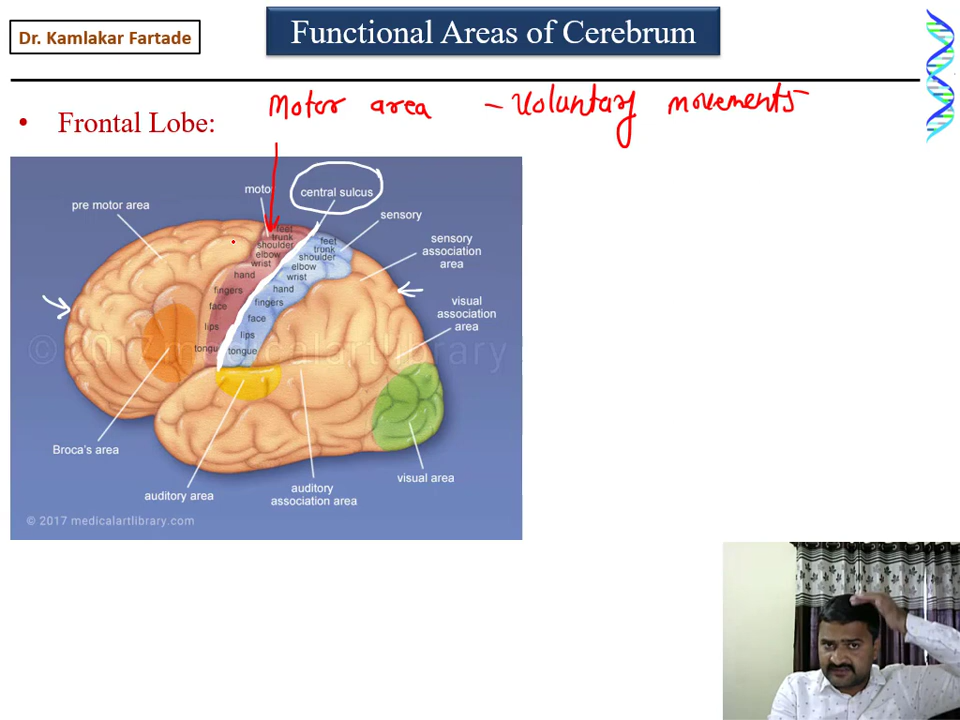 Dr. Kamlakar Fartade
Functional Areas of Cerebrum
Motor area - Voluntary movements
• Frontal Lobe:
motor
central sulcus
pre motor area
sensory
feet
trunk
shoulder
elbow
wrist
hand
fingers
face
lips
tongue
feet
trunk
shoulder
elbow
wrist
hand
fingers
face
lips
tongue
sensory
association
area
visual
association
area
© 2017 medicalartlibrary.com
Broca's area
auditory area
auditory
association area
visual area
© 2017 medicalartlibrary.com